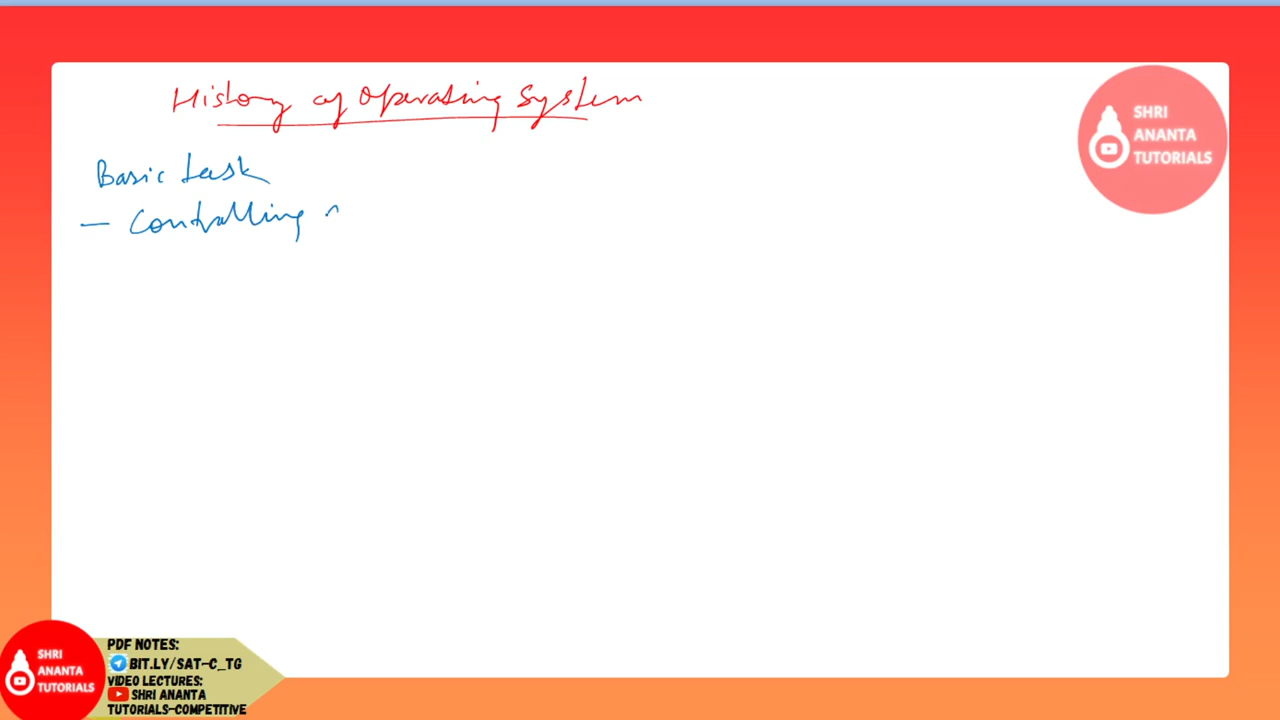 History of Operating System
Basic task
- Controlling
SHRI
ANANTA
TUTORIALS
SHRI
ANANTA
TUTORIALS
PDF NOTES:
BIT.LY/SAT-C_TG
VIDEO LECTURES:
SHRI ANANTA
TUTORIALS-COMPETITIVE